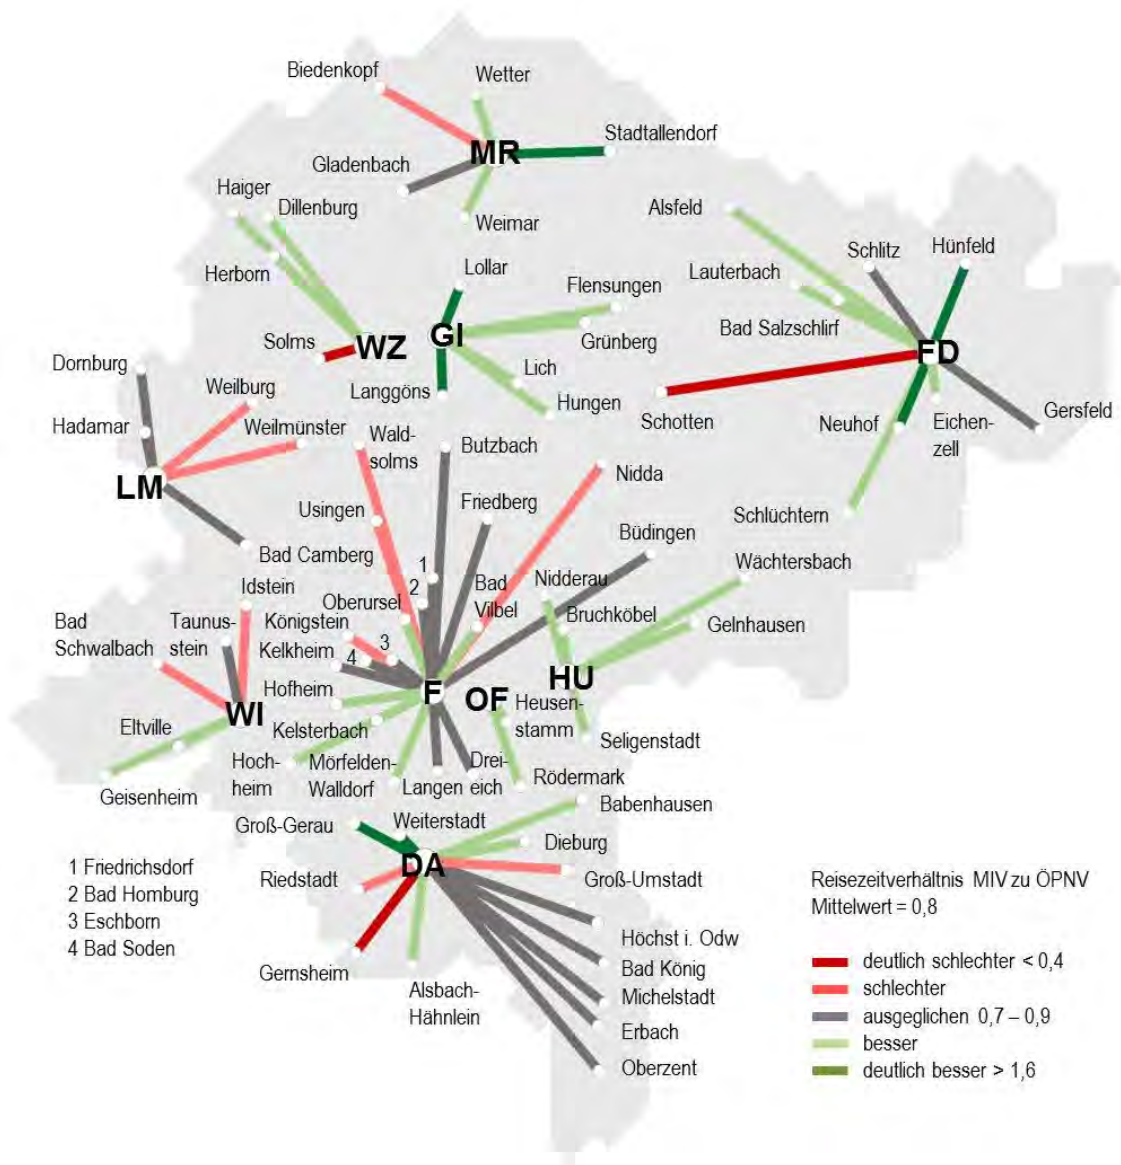 Biedenkopf
Wetter
Stadtallendorf
MR
Gladenbach
Weimar
Haiger
Dillenburg
Herborn
Alsfeld
Schlitz
Hünfeld
Lauterbach
Bad Salzschlirf
FD
Lollar
Flensungen
GI
Grünberg
Solms
WZ
Lich
Langgöns
Hungen
Schotten
Neuhof
Eichen-
zell
Gersfeld
Schlüchtern
Dornburg
Weilburg
Hadamar
Weilmünster
LM
Bad Camberg
Wald-
solms
Butzbach
Nidda
Usingen
Friedberg
Büdingen
Wächtersbach
1
2
Oberursel
Bad
Vilbel
Nidderau
Bruchköbel
Gelnhausen
Idstein
Königstein
3
Bad
Schwalbach
Taunus-
stein
Kelkheim
4
HU
F
OF
Heusen-
stamm
WI
Hofheim
Kelsterbach
Seligenstadt
Eltville
Geisenheim
Hoch-
heim
Mörfelden-
Walldorf
Langen
Drei-
eich
Rödermark
Babenhausen
Groß-Gerau
Weiterstadt
Dieburg
DA
Riedstadt
Groß-Umstadt
Gernsheim
Alsbach-
Hähnlein
Höchst i. Odw
Bad König
Michelstadt
Erbach
Oberzent
1 Friedrichsdorf
2 Bad Homburg
3 Eschborn
4 Bad Soden
Reisezeitverhältnis MIV zu ÖPNV
Mittelwert = 0,8
deutlich schlechter < 0,4
schlechter
ausgeglichen 0,7 – 0,9
besser
deutlich besser > 1,6